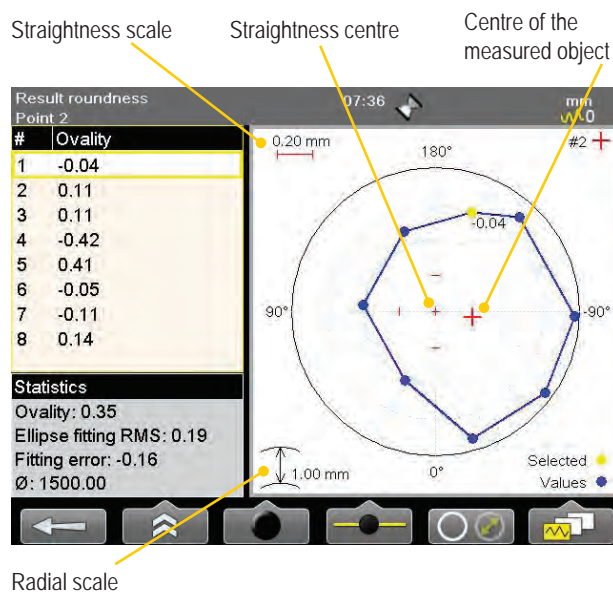 Straightness scale
Straightness centre
Centre of the
measured object
Result roundness
07:36
mm
Point 2
0
# Ovality
1 -0.04
2 0.11
3 0.11
4 -0.42
5 0.41
6 -0.05
7 -0.11
8 0.14
Statistics
Ovality: 0.35
Ellipse fitting RMS: 0.19
Fitting error: -0.16
Ø: 1500.00
0.20 mm
#2
180°
-0.04
90°
-90°
1.00 mm
0°
Selected
Values
Radial scale